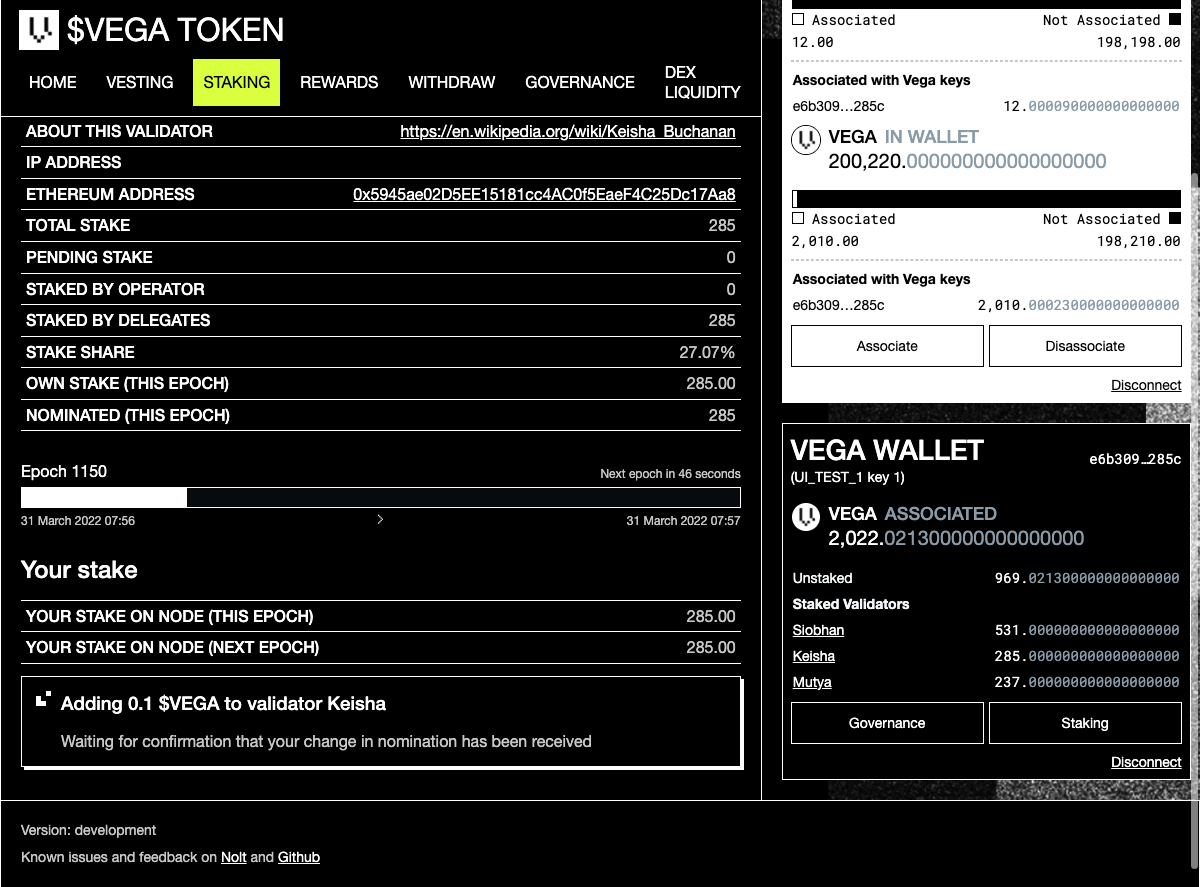 $VEGA TOKEN
HOME VESTING STAKING REWARDS WITHDRAW GOVERNANCE DEX LIQUIDITY
ABOUT THIS VALIDATOR https://en.wikipedia.org/wiki/Keisha_Buchanan
IP ADDRESS
ETHEREUM ADDRESS 0x5945ae02D5EE15181cc4AC0f5EaeF4C25Dc17Aa8
TOTAL STAKE 285
PENDING STAKE 0
STAKED BY OPERATOR 0
STAKED BY DELEGATES 285
STAKE SHARE 27.07%
OWN STAKE (THIS EPOCH) 285.00
NOMINATED (THIS EPOCH) 285
Epoch 1150 Next epoch in 46 seconds
31 March 2022 07:56 > 31 March 2022 07:57
Your stake
YOUR STAKE ON NODE (THIS EPOCH) 285.00
YOUR STAKE ON NODE (NEXT EPOCH) 285.00
Adding 0.1 $VEGA to validator Keisha
Waiting for confirmation that your change in nomination has been received
Associated Not Associated
12.00 198,198.00
Associated with Vega keys
e6b309…285c 12.000090000000000000
VEGA IN WALLET
200,220.000000000000000000
Associated Not Associated
2,010.00 198,210.00
Associated with Vega keys
e6b309…285c 2,010.000230000000000000
Associate Disassociate
Disconnect
VEGA WALLET e6b309…285c
(UI_TEST_1 key 1)
VEGA ASSOCIATED
2,022.021300000000000000
Unstaked 969.021300000000000000
Staked Validators
Siobhan 531.000000000000000000
Keisha 285.000000000000000000
Mutya 237.000000000000000000
Governance Staking
Disconnect
Version: development
Known issues and feedback on Nolt and Github